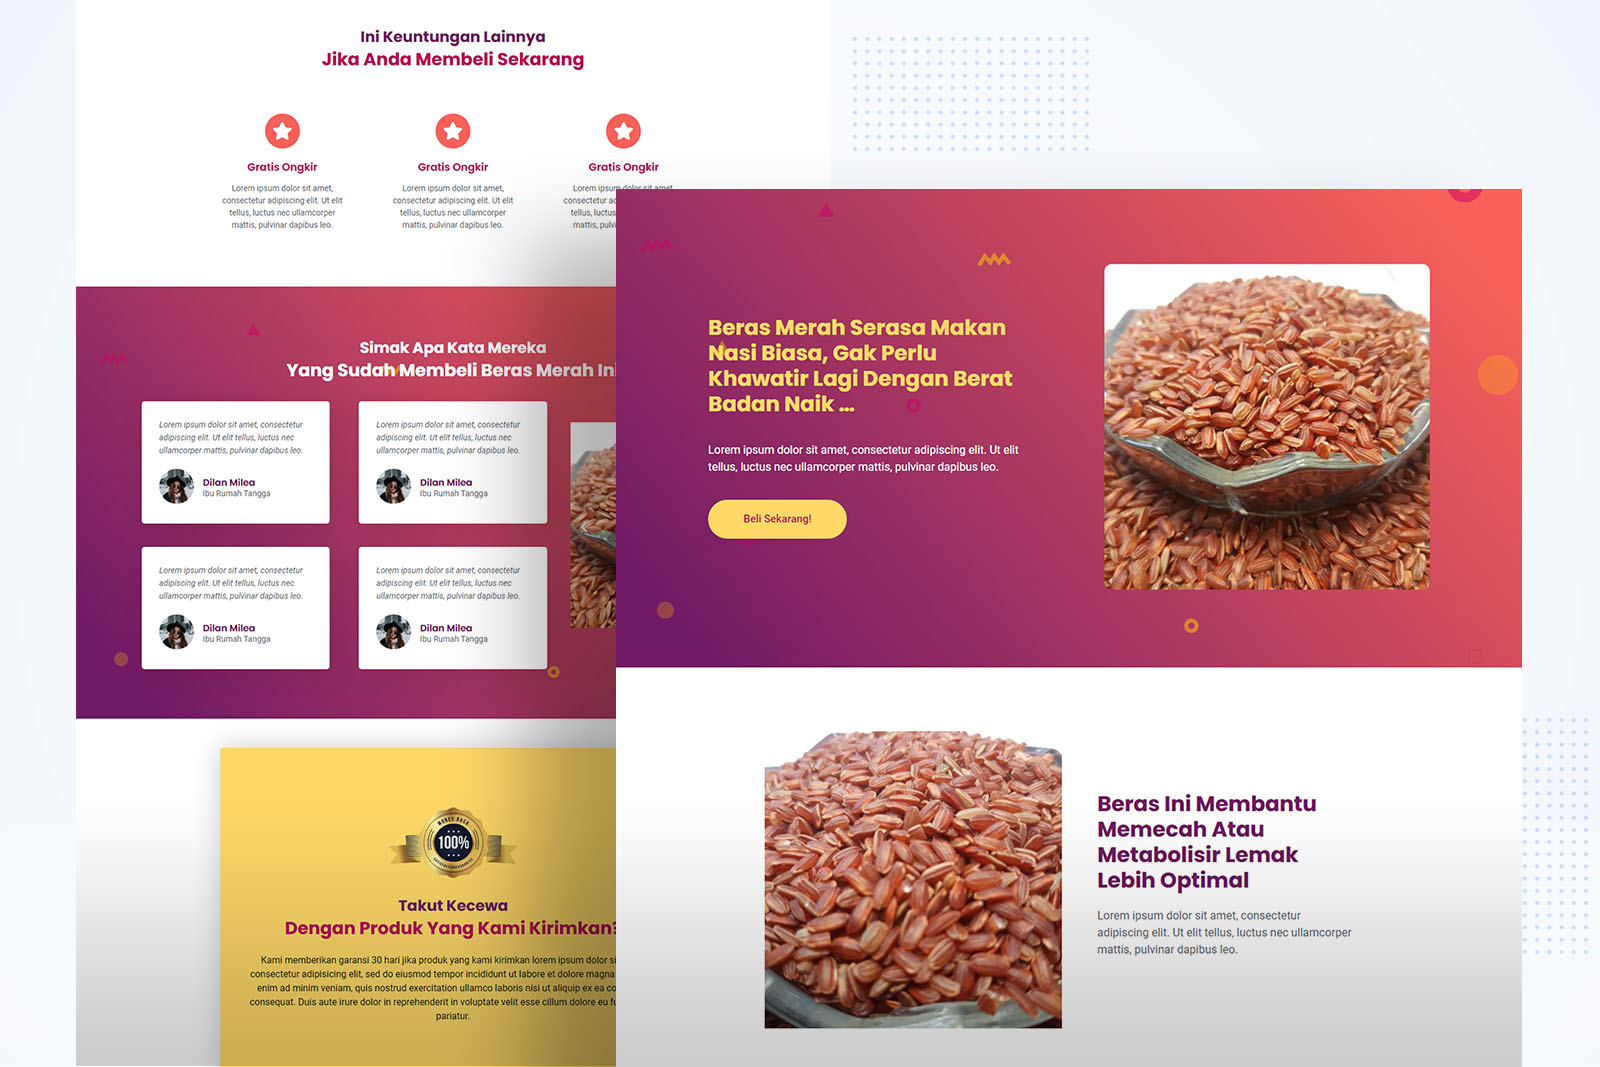 Ini Keuntungan Lainnya
Jika Anda Membeli Sekarang
Gratis Ongkir
Lorem ipsum dolor sit amet,
consectetur adipiscing elit. Ut elit
tellus, luctus nec ullamcorper
mattis, pulvinar dapibus leo.
Gratis Ongkir
Lorem ipsum dolor sit amet,
consectetur adipiscing elit. Ut elit
tellus, luctus nec ullamcorper
mattis, pulvinar dapibus leo.
Gratis Ongkir
Lorem ipsum dolor sit amet
consectetur a
tellus, luctus
mattis, pulv
Simak Apa Kata Mereka
Yang Sudah Membeli Beras Merah Ini
Lorem ipsum dolor sit amet, consectetur
adipiscing elit. Ut elit tellus, luctus nec
ullamcorper mattis, pulvinar dapibus leo.
Dilan Milea
Ibu Rumah Tangga
Lorem ipsum dolor sit amet, consectetur
adipiscing elit. Ut elit tellus, luctus nec
ullamcorper mattis, pulvinar dapibus leo.
Dilan Milea
Ibu Rumah Tangga
Lorem ipsum dolor sit amet, consectetur
adipiscing elit. Ut elit tellus, luctus nec
ullamcorper mattis, pulvinar dapibus leo.
Dilan Milea
Ibu Rumah Tangga
Lorem ipsum dolor sit amet, consectetur
adipiscing elit. Ut elit tellus, luctus nec
ullamcorper mattis, pulvinar dapibus leo.
Dilan Milea
Ibu Rumah Tangga
MONEY BACK
100%
Takut Kecewa
Dengan Produk Yang Kami Kirimkan?
Kami memberikan garansi 30 hari jika produk yang kami kirimkan lorem ipsum dolor si
consectetur adipisicing elit, sed do eiusmod tempor incididunt ut labore et dolore magna
enim ad minim veniam, quis nostrud exercitation ullamco laboris nisi ut aliquip ex ea co
consequat. Duis aute irure dolor in reprehenderit in voluptate velit esse cillum dolore eu fu
pariatur.
Beras Merah Serasa Makan
Nasi Biasa, Gak Perlu
Khawatir Lagi Dengan Berat
Badan Naik ...
Lorem ipsum dolor sit amet, consectetur adipiscing elit. Ut elit
tellus, luctus nec ullamcorper mattis, pulvinar dapibus leo.
Beli Sekarang!
Beras Ini Membantu
Memecah Atau
Metabolisir Lemak
Lebih Optimal
Lorem ipsum dolor sit amet, consectetur
adipiscing elit. Ut elit tellus, luctus nec ullamcorper
mattis, pulvinar dapibus leo.